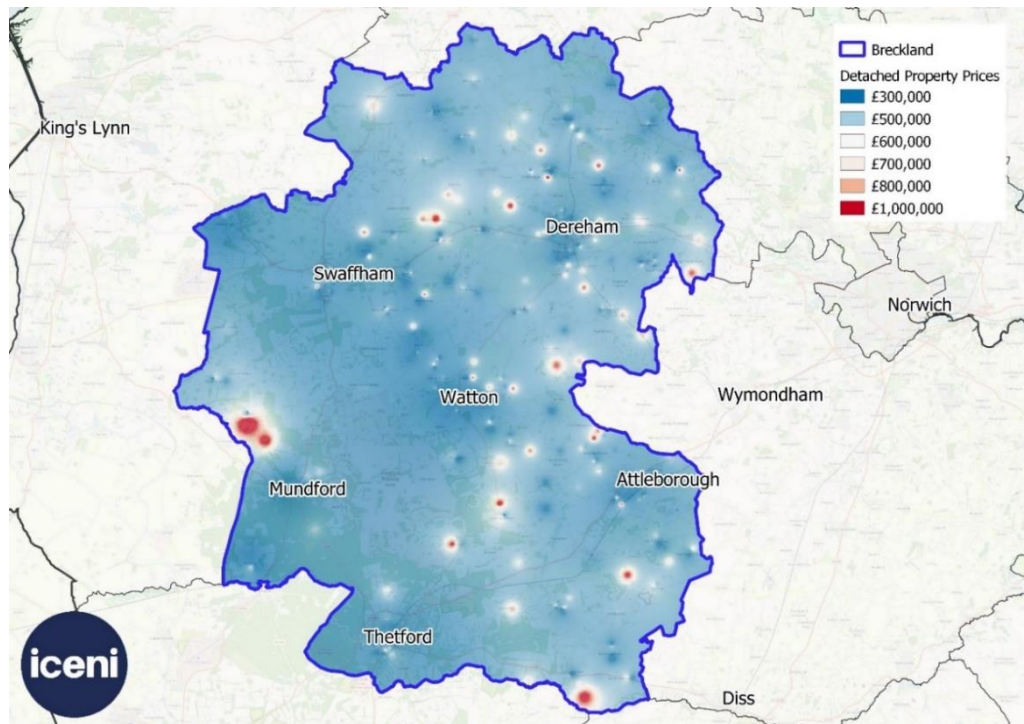 Breckland
Detached Property Prices
£300,000
£500,000
£600,000
£700,000
£800,000
£1,000,000
King's Lynn
Dereham
Swaffham
Norwich
Watton
Wymondham
Mundford
Attleborough
Thetford
Diss
iceni